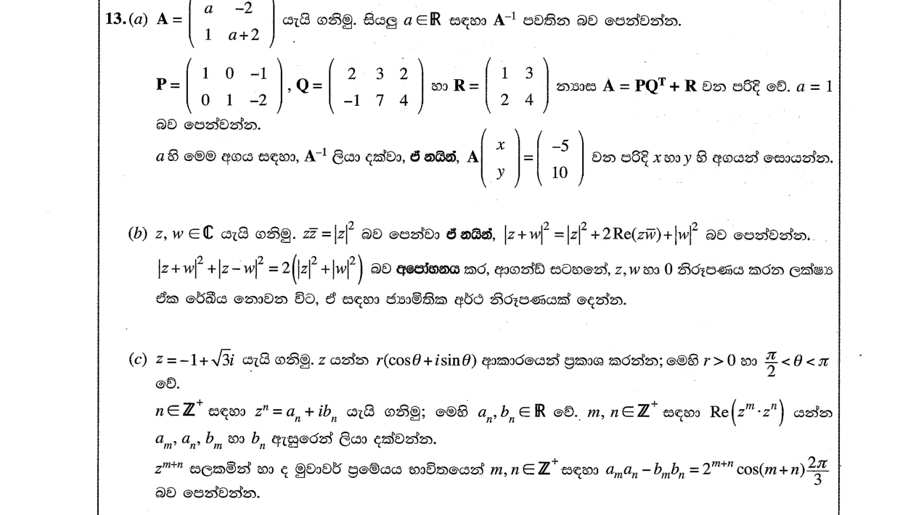 13.(a) A = ( a −2 ; 1 a+2 ) යැයි ගනිමු. සියලු a ∈ ℝ සඳහා A⁻¹ පවතින බව පෙන්වන්න.
P = ( 1 0 −1 ; 0 1 −2 ), Q = ( 2 3 2 ; −1 7 4 ) හා R = ( 1 3 ; 2 4 ) න්‍යාස A = PQᵀ + R වන පරිදි වේ. a = 1
බව පෙන්වන්න.
a හි මෙම අගය සඳහා, A⁻¹ ලියා දක්වා, ඒ නයින්, A ( x ; y ) = ( −5 ; 10 ) වන පරිදි x හා y හි අගයන් සොයන්න.
(b) z, w ∈ ℂ යැයි ගනිමු. zz̅ = |z|² බව පෙන්වා ඒ නයින්, |z + w|² = |z|² + 2Re(zw̅) + |w|² බව පෙන්වන්න.
|z + w|² + |z − w|² = 2(|z|² + |w|²) බව අපෝහනය කර, ආගන්ඩ් සටහනේ, z, w හා 0 නිරූපණය කරන ලක්ෂ්‍ය
ඒක රේඛීය නොවන විට, ඒ සඳහා ජ්‍යාමිතික අර්ථ නිරූපණයක් දෙන්න.
(c) z = −1 + √3i යැයි ගනිමු. z යන්න r(cosθ + i sinθ) ආකාරයෙන් ප්‍රකාශ කරන්න; මෙහි r > 0 හා π/2 < θ < π
වේ.
n ∈ ℤ⁺ සඳහා zⁿ = aₙ + ibₙ යැයි ගනිමු; මෙහි aₙ, bₙ ∈ ℝ වේ. m, n ∈ ℤ⁺ සඳහා Re(zᵐ · zⁿ) යන්න
aₘ, aₙ, bₘ හා bₙ ඇසුරෙන් ලියා දක්වන්න.
zᵐ⁺ⁿ සලකමින් හා ද මුවාවර් ප්‍රමේයය භාවිතයෙන් m, n ∈ ℤ⁺ සඳහා aₘaₙ − bₘbₙ = 2ᵐ⁺ⁿ cos(m + n) 2π/3
බව පෙන්වන්න.